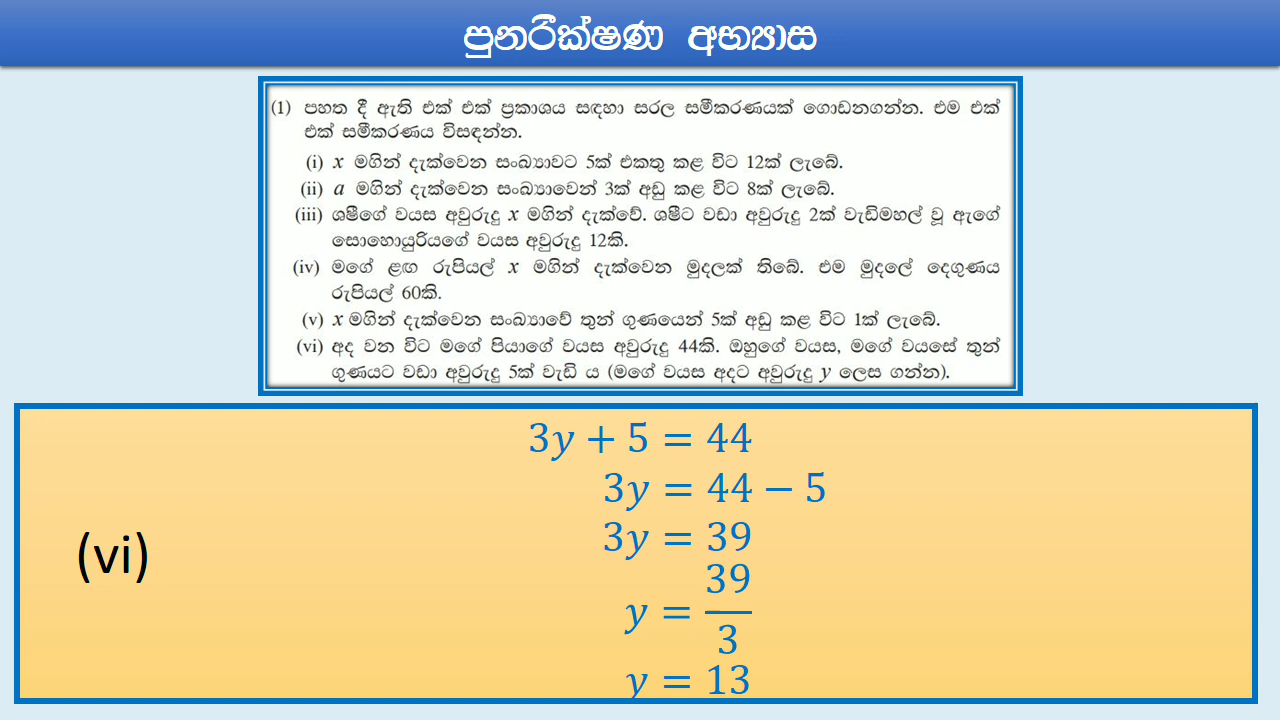 පුනරීක්ෂණ අභ්‍යාස
(1) පහත දී ඇති එක් එක් ප්‍රකාශය සඳහා සරල සමීකරණයක් ගොඩනගන්න. එම එක්
එක් සමීකරණය විසඳන්න.
(i) x මගින් දැක්වෙන සංඛ්‍යාවට 5ක් එකතු කළ විට 12ක් ලැබේ.
(ii) a මගින් දැක්වෙන සංඛ්‍යාවෙන් 3ක් අඩු කළ විට 8ක් ලැබේ.
(iii) ශෂීගේ වයස අවුරුදු x මගින් දැක්වේ. ශෂීට වඩා අවුරුදු 2ක් වැඩිමහල් වූ ඇගේ
සොහොයුරියගේ වයස අවුරුදු 12කි.
(iv) මගේ ළඟ රුපියල් x මගින් දැක්වෙන මුදලක් තිබේ. එම මුදලේ දෙගුණය
රුපියල් 60කි.
(v) x මගින් දැක්වෙන සංඛ්‍යාවේ තුන් ගුණයෙන් 5ක් අඩු කළ විට 1ක් ලැබේ.
(vi) අද වන විට මගේ පියාගේ වයස අවුරුදු 44කි. ඔහුගේ වයස, මගේ වයසේ තුන්
ගුණයට වඩා අවුරුදු 5ක් වැඩි ය (මගේ වයස අදට අවුරුදු y ලෙස ගන්න).
(vi)
3y + 5 = 44
3y = 44 − 5
3y = 39
y = 39/3
y = 13